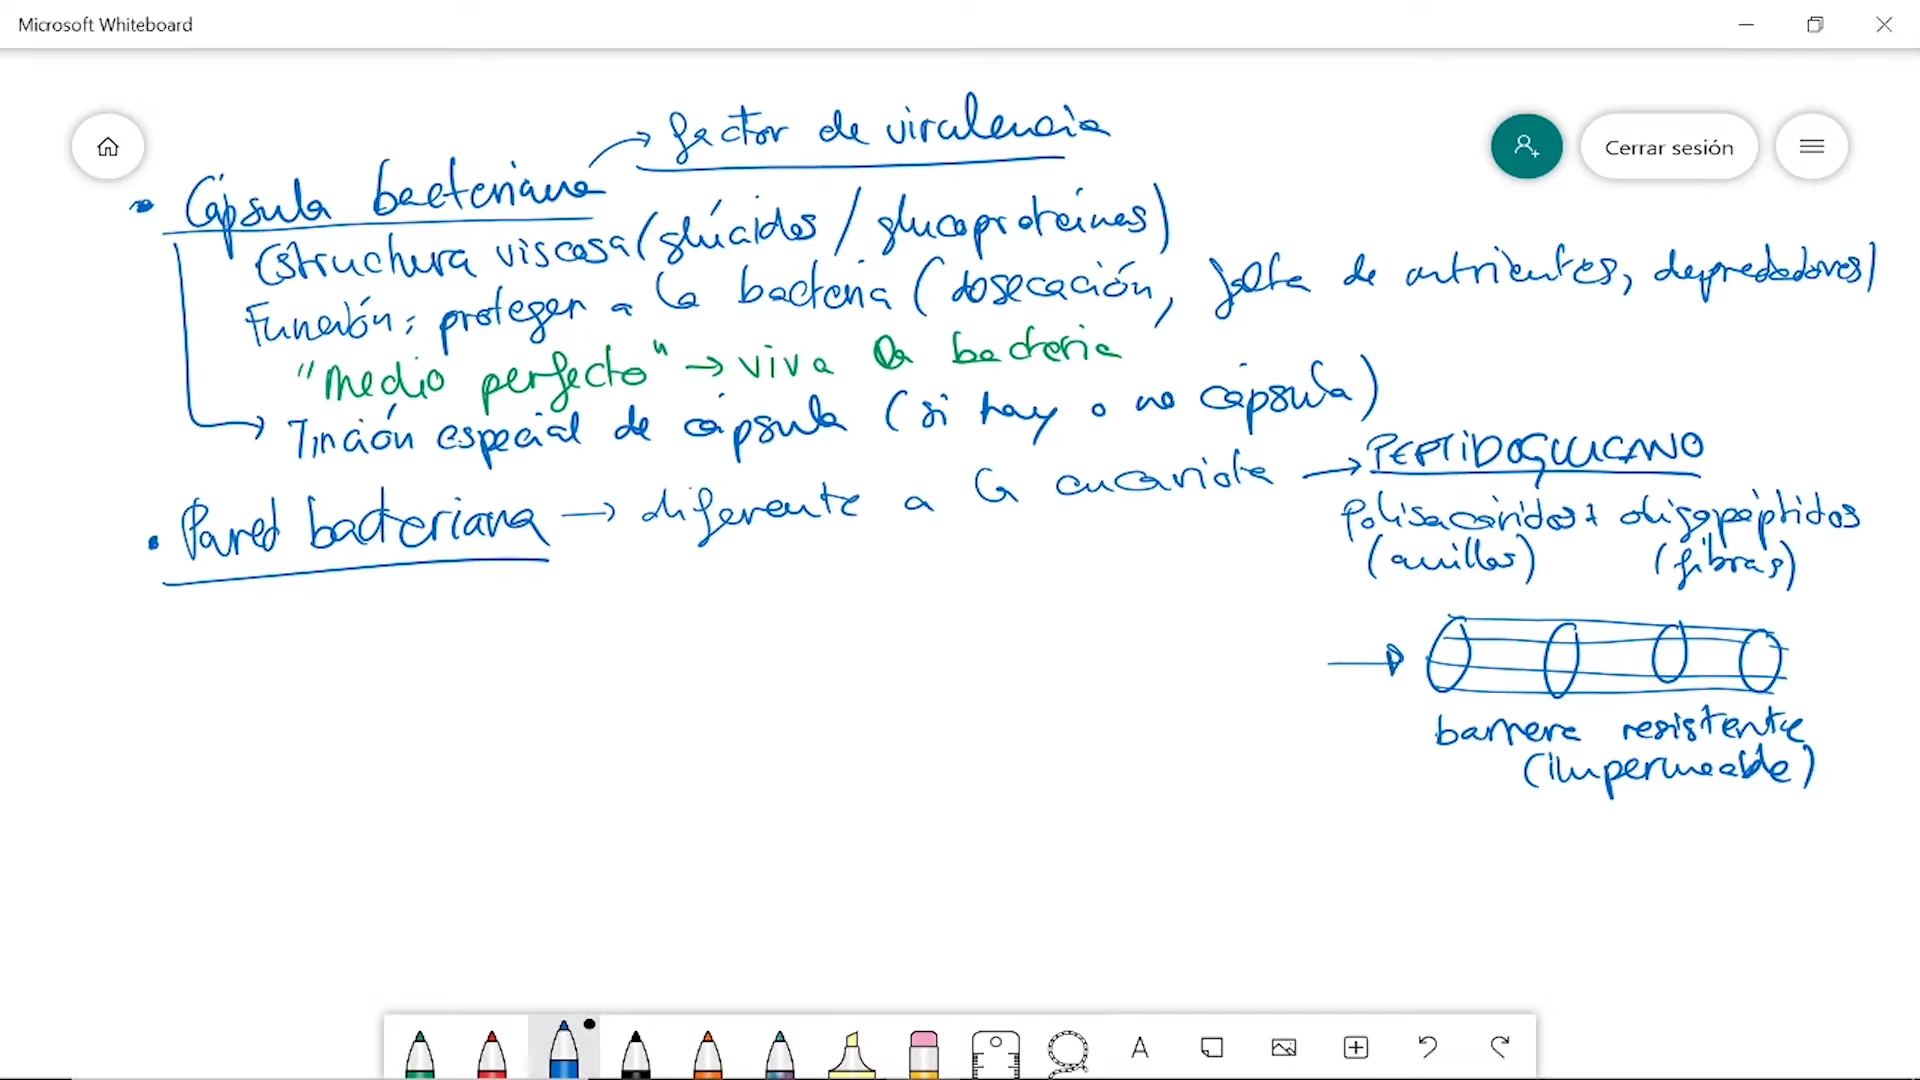 Microsoft Whiteboard
→ factor de virulencia
Cerrar sesión
• Cápsula bacteriana
Estructura viscosa (glúcidos / glucoproteínas)
Función: proteger a la bacteria (desecación, falta de nutrientes, depredadores)
"Medio perfecto" → viva la bacteria
→ Tinción especial de cápsula (si hay o no cápsula)
• Pared bacteriana → diferente a la eucariota → PEPTIDOGLUCANO
Polisacáridos + oligopéptidos
(anillos) (fibras)
barrera resistente
(impermeable)
A